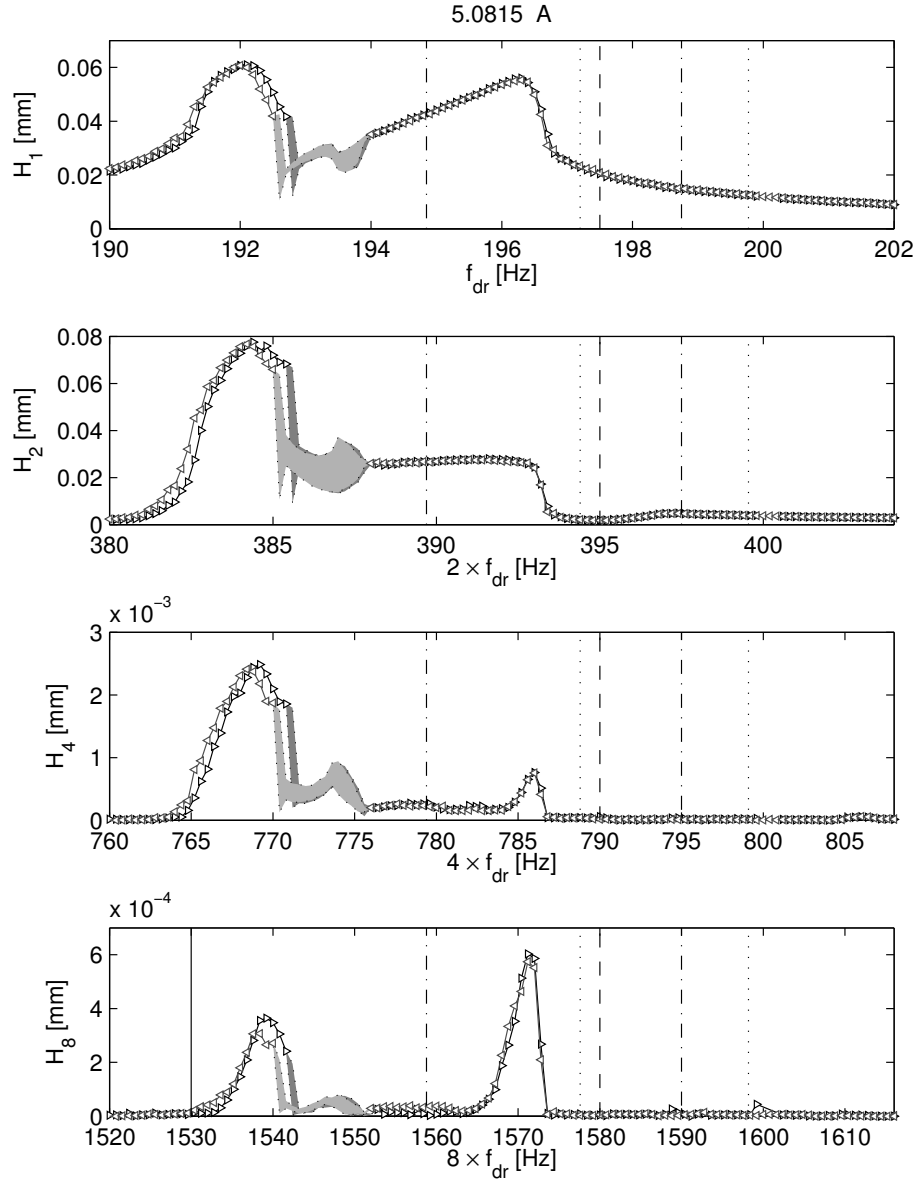 5.0815 A
H1 [mm]
0.06
0.04
0.02
0
190 192 194 196 198 200 202
fdr [Hz]
H2 [mm]
0.08
0.06
0.04
0.02
0
380 385 390 395 400
2 × fdr [Hz]
x 10−3
H4 [mm]
3
2
1
0
760 765 770 775 780 785 790 795 800 805
4 × fdr [Hz]
x 10−4
H8 [mm]
6
4
2
0
1520 1530 1540 1550 1560 1570 1580 1590 1600 1610
8 × fdr [Hz]